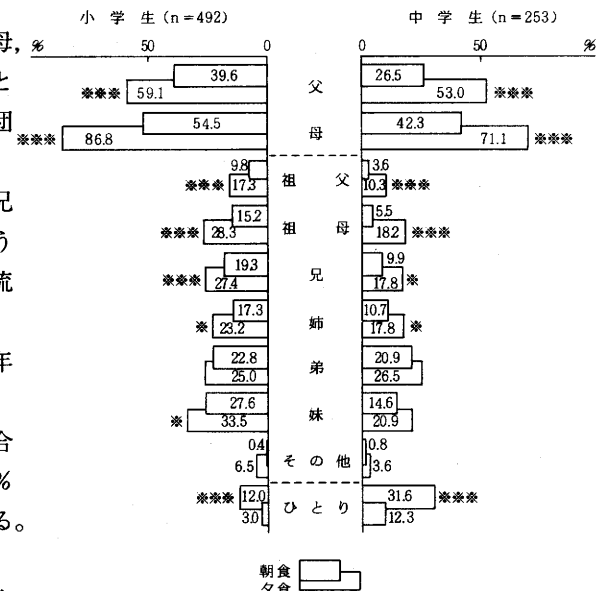 小学生(n=492) 中学生(n=253)
母,
% 50 0 0 50 %
と
39.6 26.5
※※※ 59.1 父 53.0 ※※※
団
54.5 42.3
※※※ 86.8 母 71.1 ※※※
9.8 3.6
※※※ 17.3 祖父 10.3 ※※※
兄
15.2 5.5
う
※※※ 28.3 祖母 18.2 ※※※
19.3 9.9
流
※※※ 27.4 兄 17.8 ※
17.3 10.7
※ 23.2 姉 17.8 ※
年
22.8 20.9
25.0 弟 26.5
27.6 14.6
※ 33.5 妹 20.9
合
0.4 0.8
6.5 その他 3.6
%
※※※ 12.0 31.6 ※※※
3.0 ひとり 12.3
る。
朝食
夕食